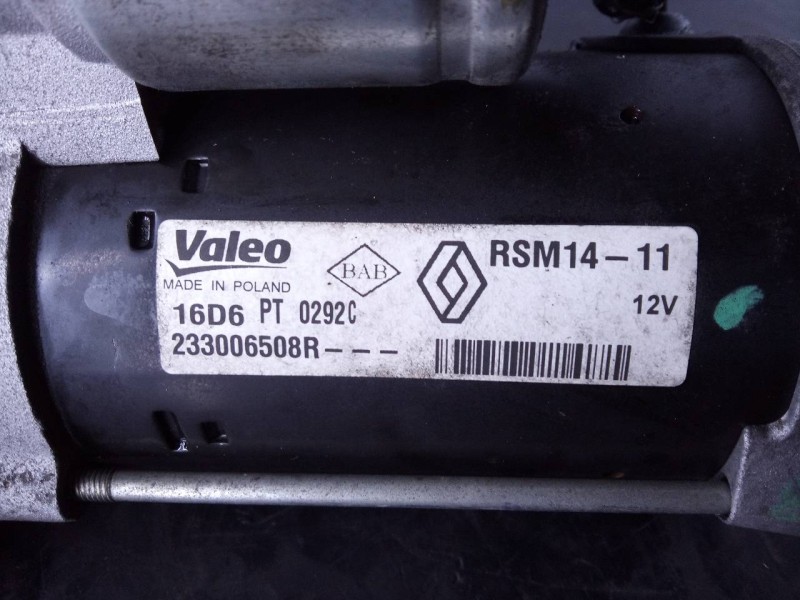 Valeo
MADE IN POLAND
BAB
RSM14-11
12V
16D6 PT 0292C
233006508R---